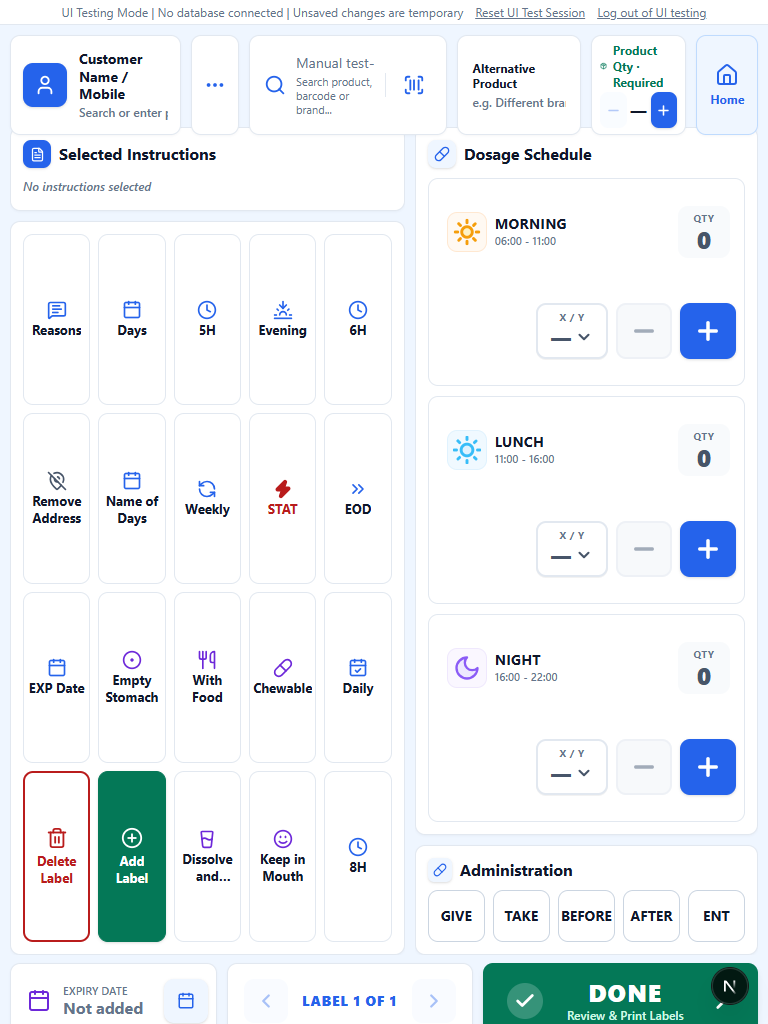 UI Testing Mode | No database connected | Unsaved changes are temporary Reset UI Test Session Log out of UI testing
Customer
Name /
Mobile
Search or enter p
Manual test-
Search product,
barcode or
brand...
Alternative
Product
e.g. Different bra
Product
Qty ·
Required
—
Home
Selected Instructions
No instructions selected
Reasons
Days
5H
Evening
6H
Remove
Address
Name of
Days
Weekly
STAT
EOD
EXP Date
Empty
Stomach
With
Food
Chewable
Daily
Delete
Label
Add
Label
Dissolve
and...
Keep in
Mouth
8H
Dosage Schedule
MORNING
06:00 - 11:00
QTY
0
X / Y
—
LUNCH
11:00 - 16:00
QTY
0
X / Y
—
NIGHT
16:00 - 22:00
QTY
0
X / Y
—
Administration
GIVE
TAKE
BEFORE
AFTER
ENT
EXPIRY DATE
Not added
LABEL 1 OF 1
DONE
Review & Print Labels
N